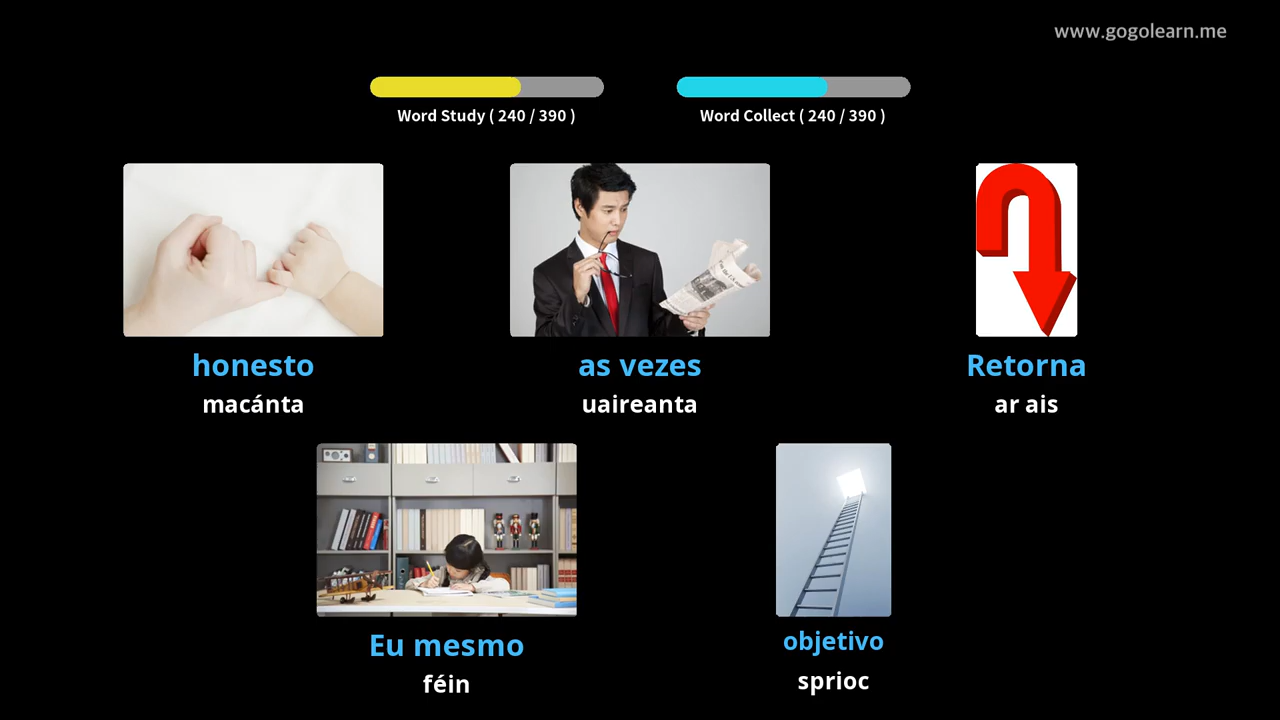 www.gogolearn.me
Word Study ( 240 / 390 )
Word Collect ( 240 / 390 )
honesto
macánta
as vezes
uaireanta
Retorna
ar ais
Eu mesmo
féin
objetivo
sprioc